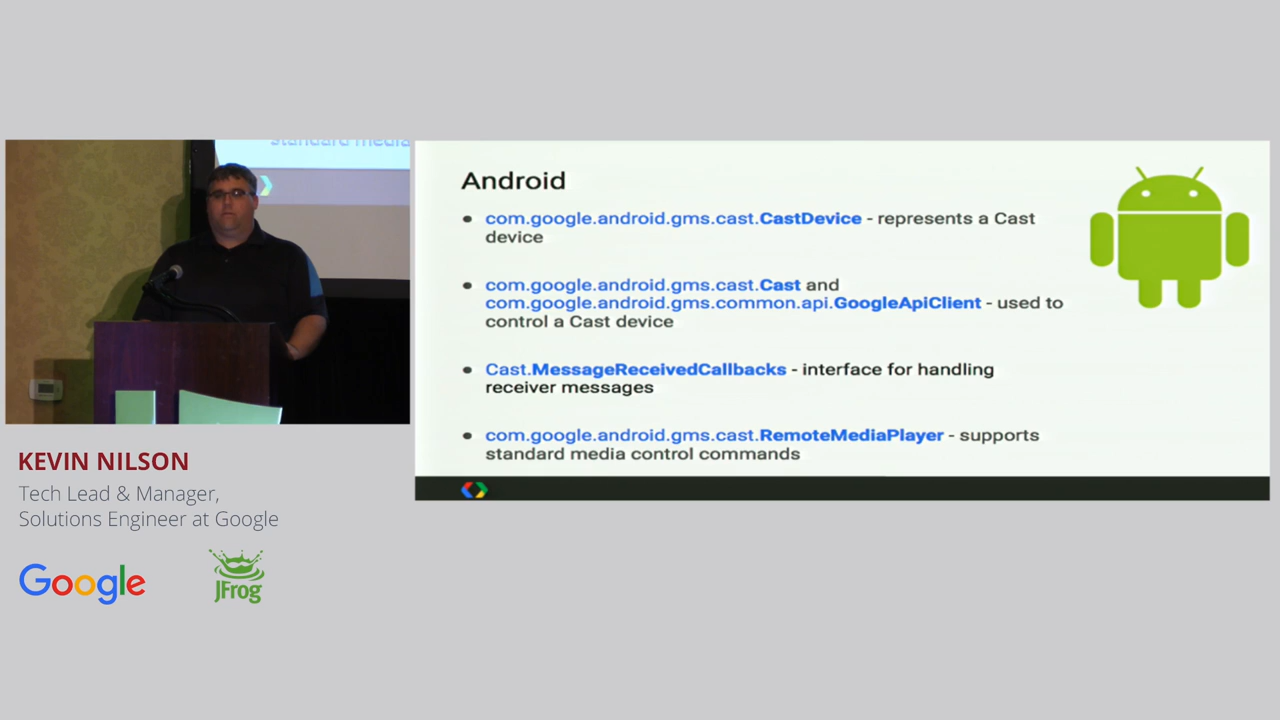 standard media
Android
• com.google.android.gms.cast.CastDevice - represents a Cast
device
• com.google.android.gms.cast.Cast and
com.google.android.gms.common.api.GoogleApiClient - used to
control a Cast device
• Cast.MessageReceivedCallbacks - interface for handling
receiver messages
• com.google.android.gms.cast.RemoteMediaPlayer - supports
standard media control commands
KEVIN NILSON
Tech Lead & Manager,
Solutions Engineer at Google
Google
JFrog